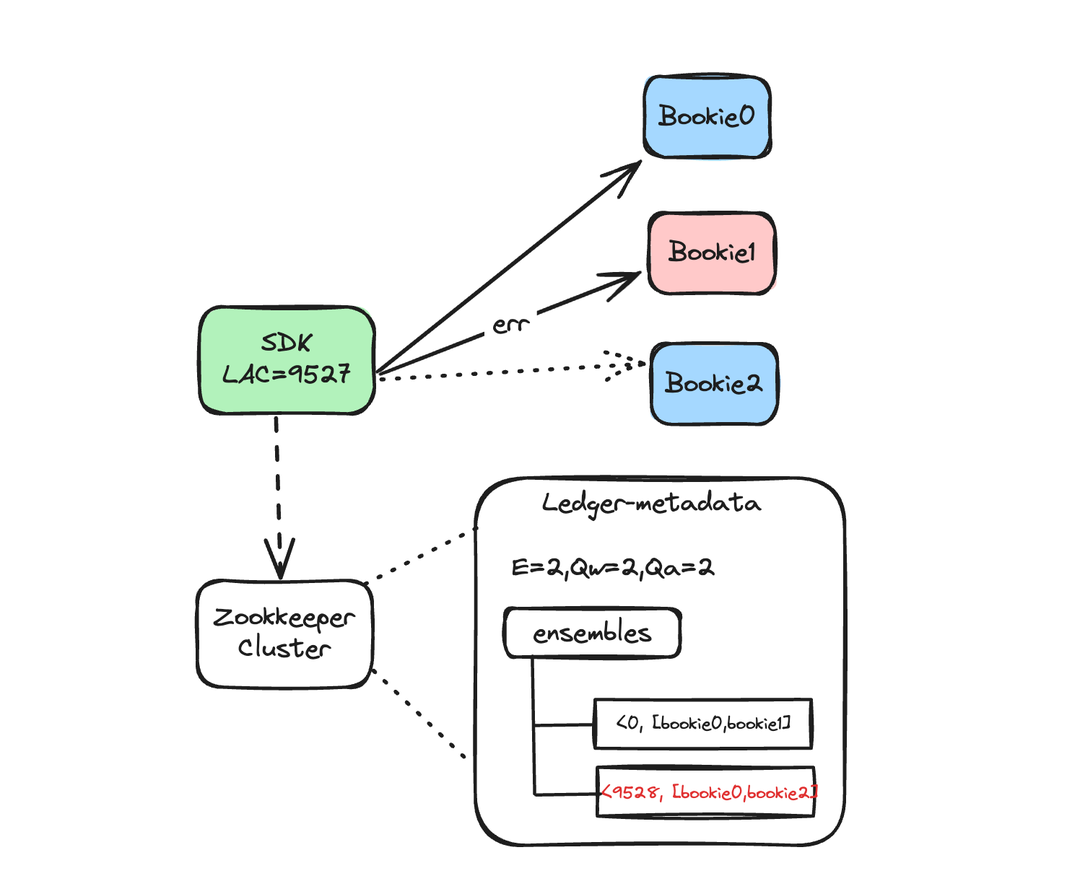 Bookie0
Bookie1
err
SDK
LAC=9527
Bookie2
Ledger-metadata
E=2,Qw=2,Qa=2
Zookkeeper
Cluster
ensembles
<0, [bookie0,bookie1]
<9528, [bookie0,bookie2]